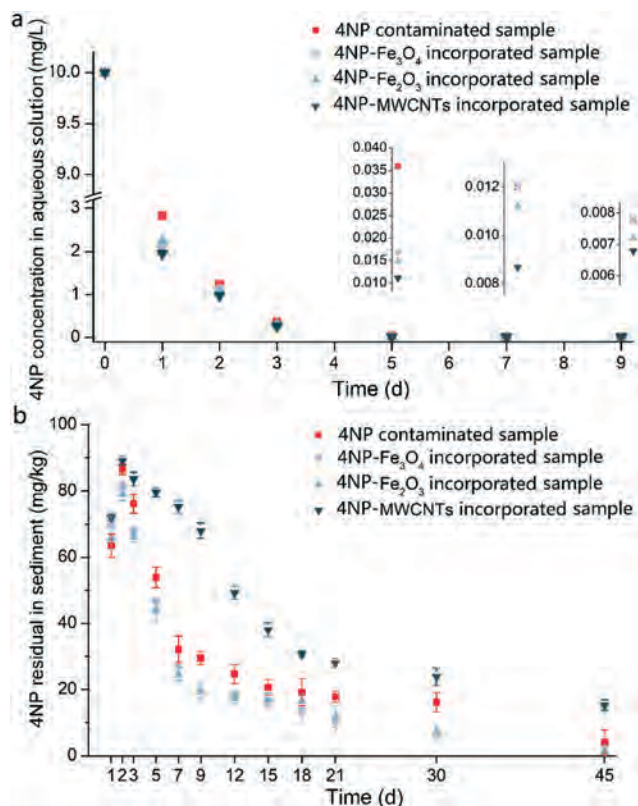 a
4NP concentration in aqueous solution (mg/L)
10.0
9.5
9.0
3
2
1
0
4NP contaminated sample
4NP-Fe₃O₄ incorporated sample
4NP-Fe₂O₃ incorporated sample
4NP-MWCNTs incorporated sample
0.040
0.035
0.030
0.025
0.020
0.015
0.010
0.012
0.010
0.008
0.008
0.007
0.006
0 1 2 3 4 5 6 7 8 9
Time (d)
b
4NP residual in sediment (mg/kg)
100
80
60
40
20
0
4NP contaminated sample
4NP-Fe₃O₄ incorporated sample
4NP-Fe₂O₃ incorporated sample
4NP-MWCNTs incorporated sample
1 2 3 5 7 9 12 15 18 21 30 45
Time (d)